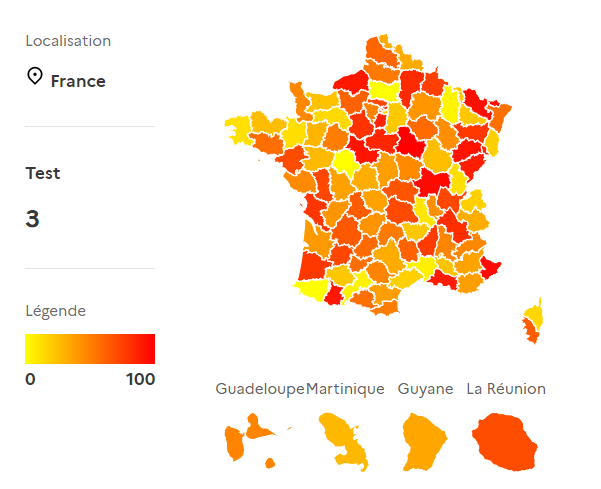 Localisation
France
Test
3
Légende
0 100
Guadeloupe Martinique Guyane La Réunion